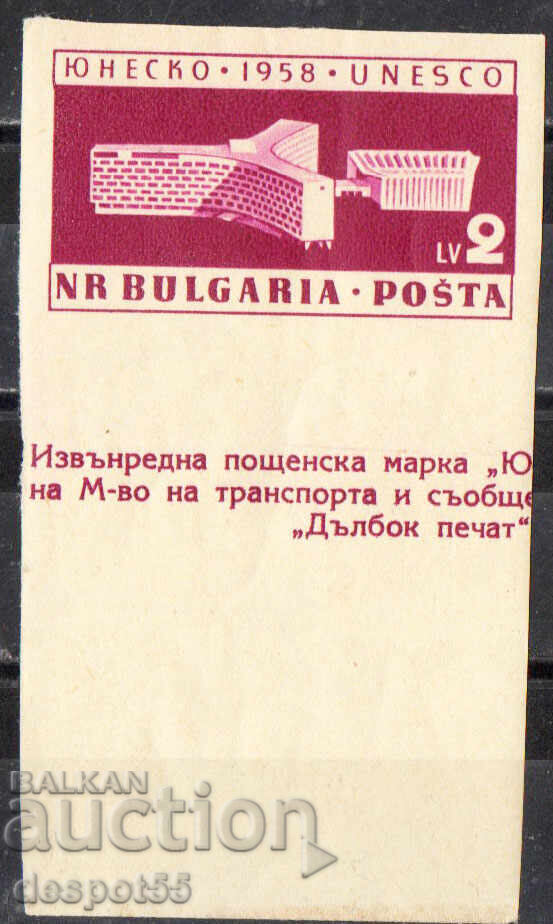 ЮНЕСКО · 1958 · UNESCO
LV 2
NR BULGARIA · POŠTA
Извънредна пощенска марка „Ю
на М-во на транспорта и съобще
„Дълбок печат“
BALKAN
auction
despot55